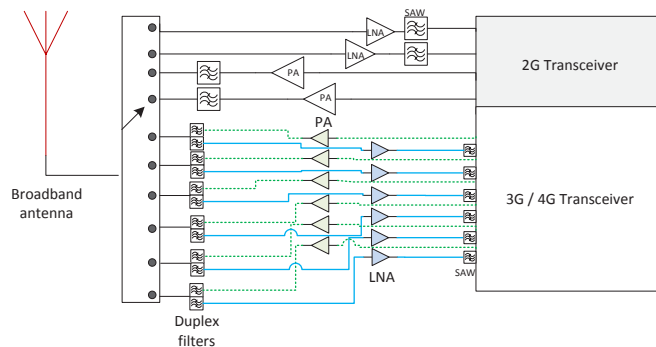 SAW
LNA
LNA
2G Transceiver
PA
PA
PA
Broadband
antenna
3G / 4G Transceiver
LNA
SAW
Duplex
filters